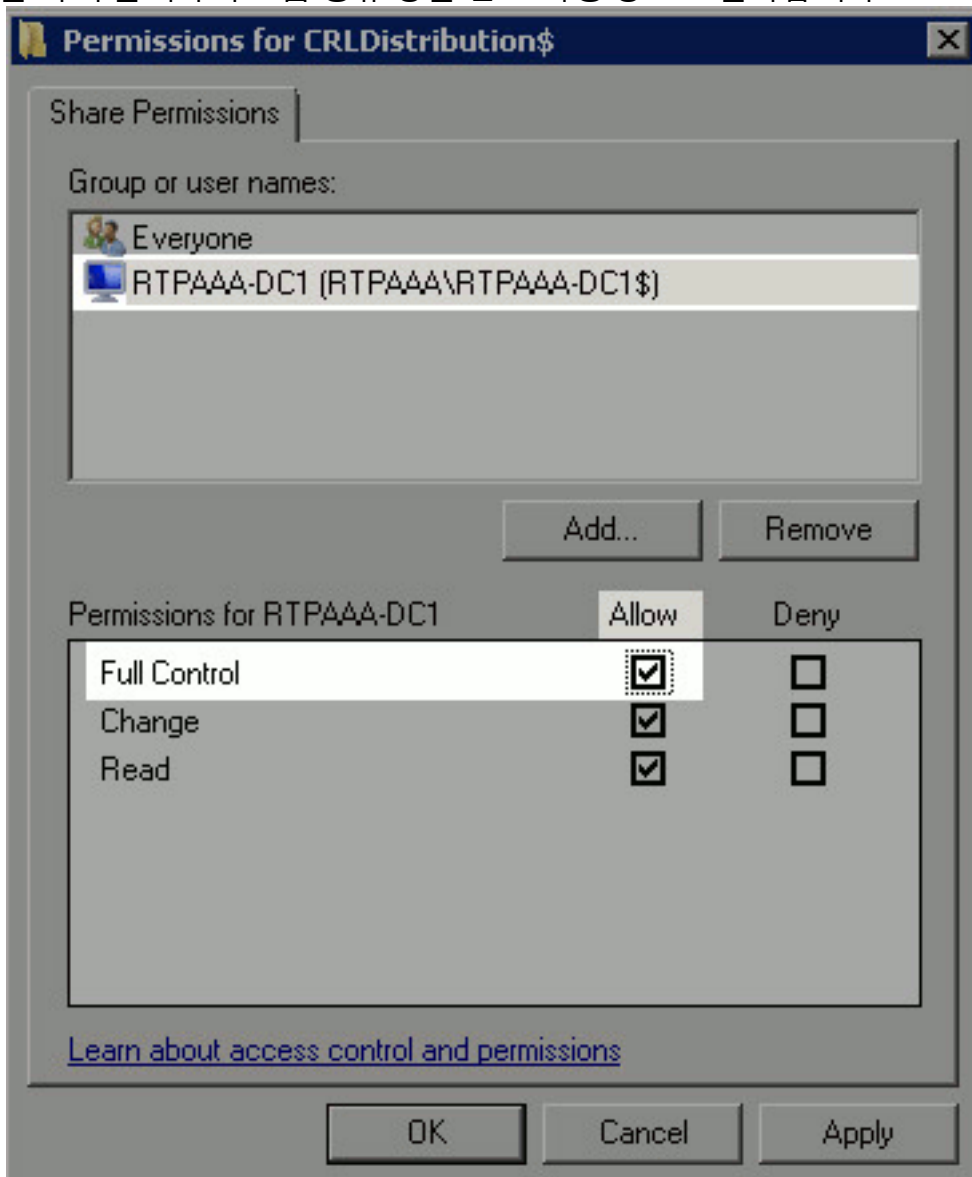 Permissions for CRLDistribution$
Share Permissions
Group or user names:
Everyone
RTPAAA-DC1 (RTPAAA\RTPAAA-DC1$)
Add...
Remove
Permissions for RTPAAA-DC1
Allow
Deny
Full Control
Change
Read
Learn about access control and permissions
OK
Cancel
Apply